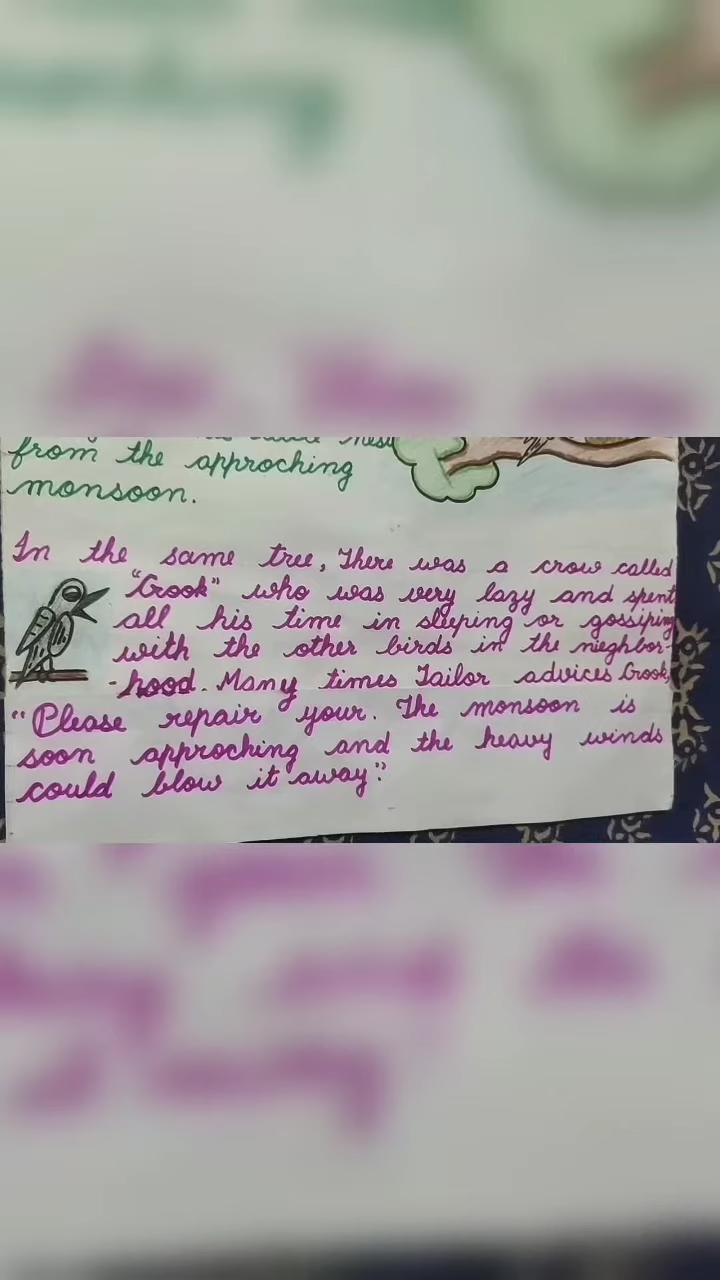 nest
from the approching
monsoon.
In the same tree, There was a crow called
"Crook" who was very lazy and spent
all his time in sleeping or gossiping
with the other birds in the nieghbor-
-hood. Many times Tailor advices Crook,
"Please repair your. The monsoon is
soon approching and the heavy winds
could blow it away".